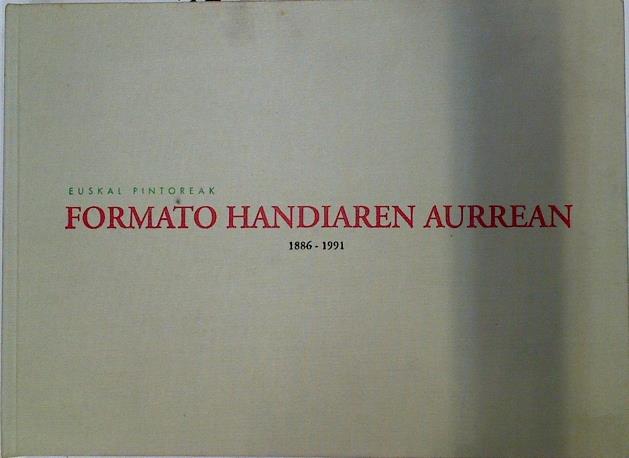 EUSKAL PINTOREAK
FORMATO HANDIAREN AURREAN
1886 - 1991